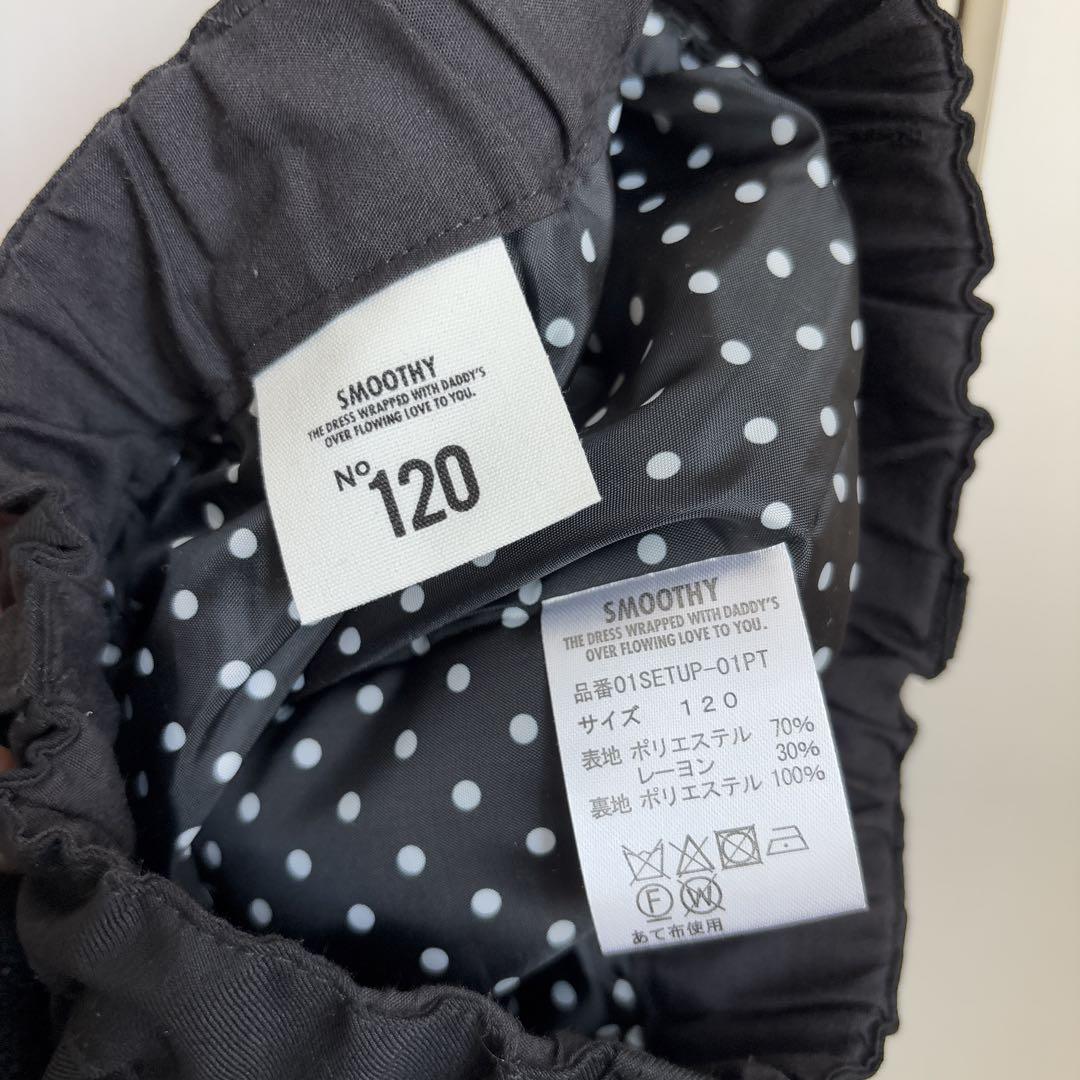 SMOOTHY
THE DRESS WRAPPED WITH DADDY'S
OVER FLOWING LOVE TO YOU.
No 120
SMOOTHY
THE DRESS WRAPPED WITH DADDY'S
OVER FLOWING LOVE TO YOU.
品番01SETUP-01PT
サイズ 120
表地 ポリエステル 70%
レーヨン 30%
裏地 ポリエステル 100%
F W
あて布使用